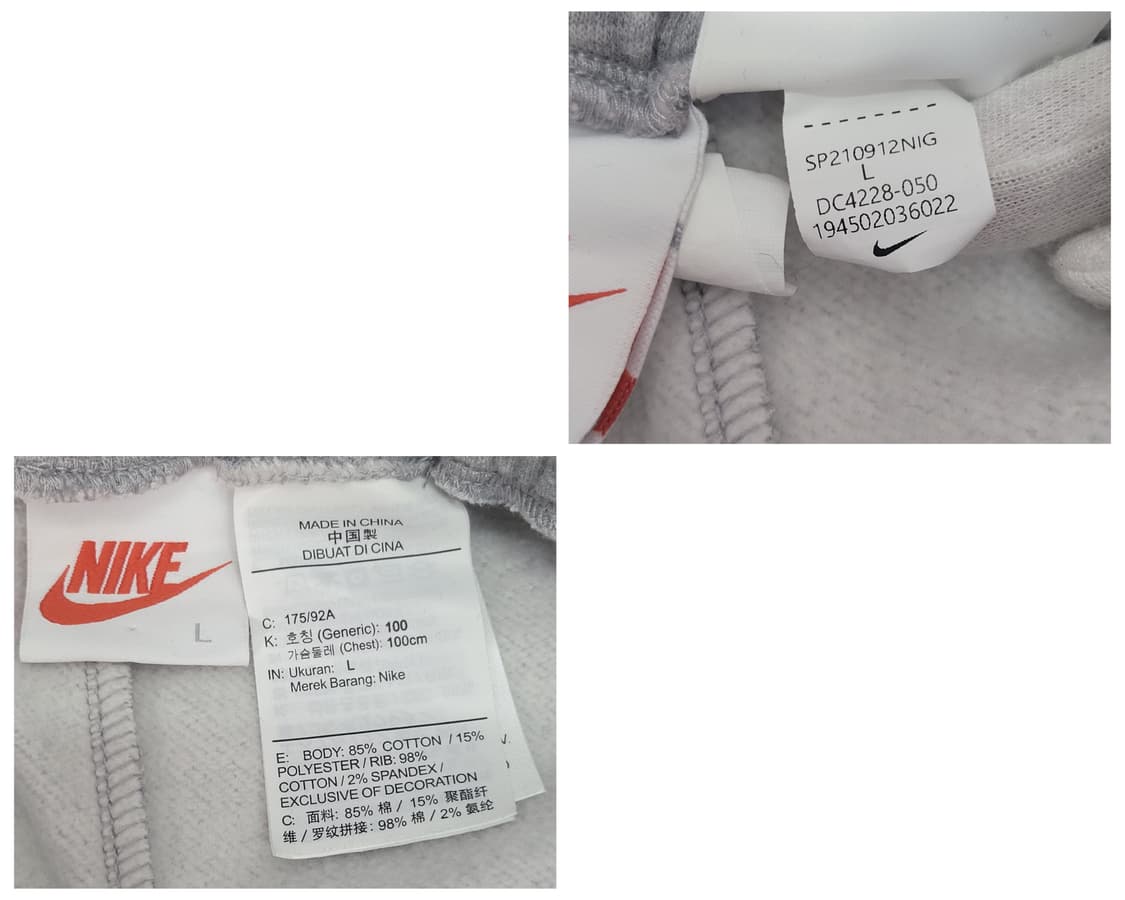 SP210912NIG
L
DC4228-050
194502036022
NIKE
L
MADE IN CHINA
中国製
DIBUAT DI CINA
C: 175/92A
K: 호칭 (Generic): 100
가슴둘레 (Chest): 100cm
IN: Ukuran: L
Merek Barang: Nike
E: BODY: 85% COTTON / 15%
POLYESTER / RIB: 98%
COTTON / 2% SPANDEX /
EXCLUSIVE OF DECORATION
C: 面料: 85% 棉 / 15% 聚酯纤
维 / 罗纹拼接: 98% 棉 / 2% 氨纶